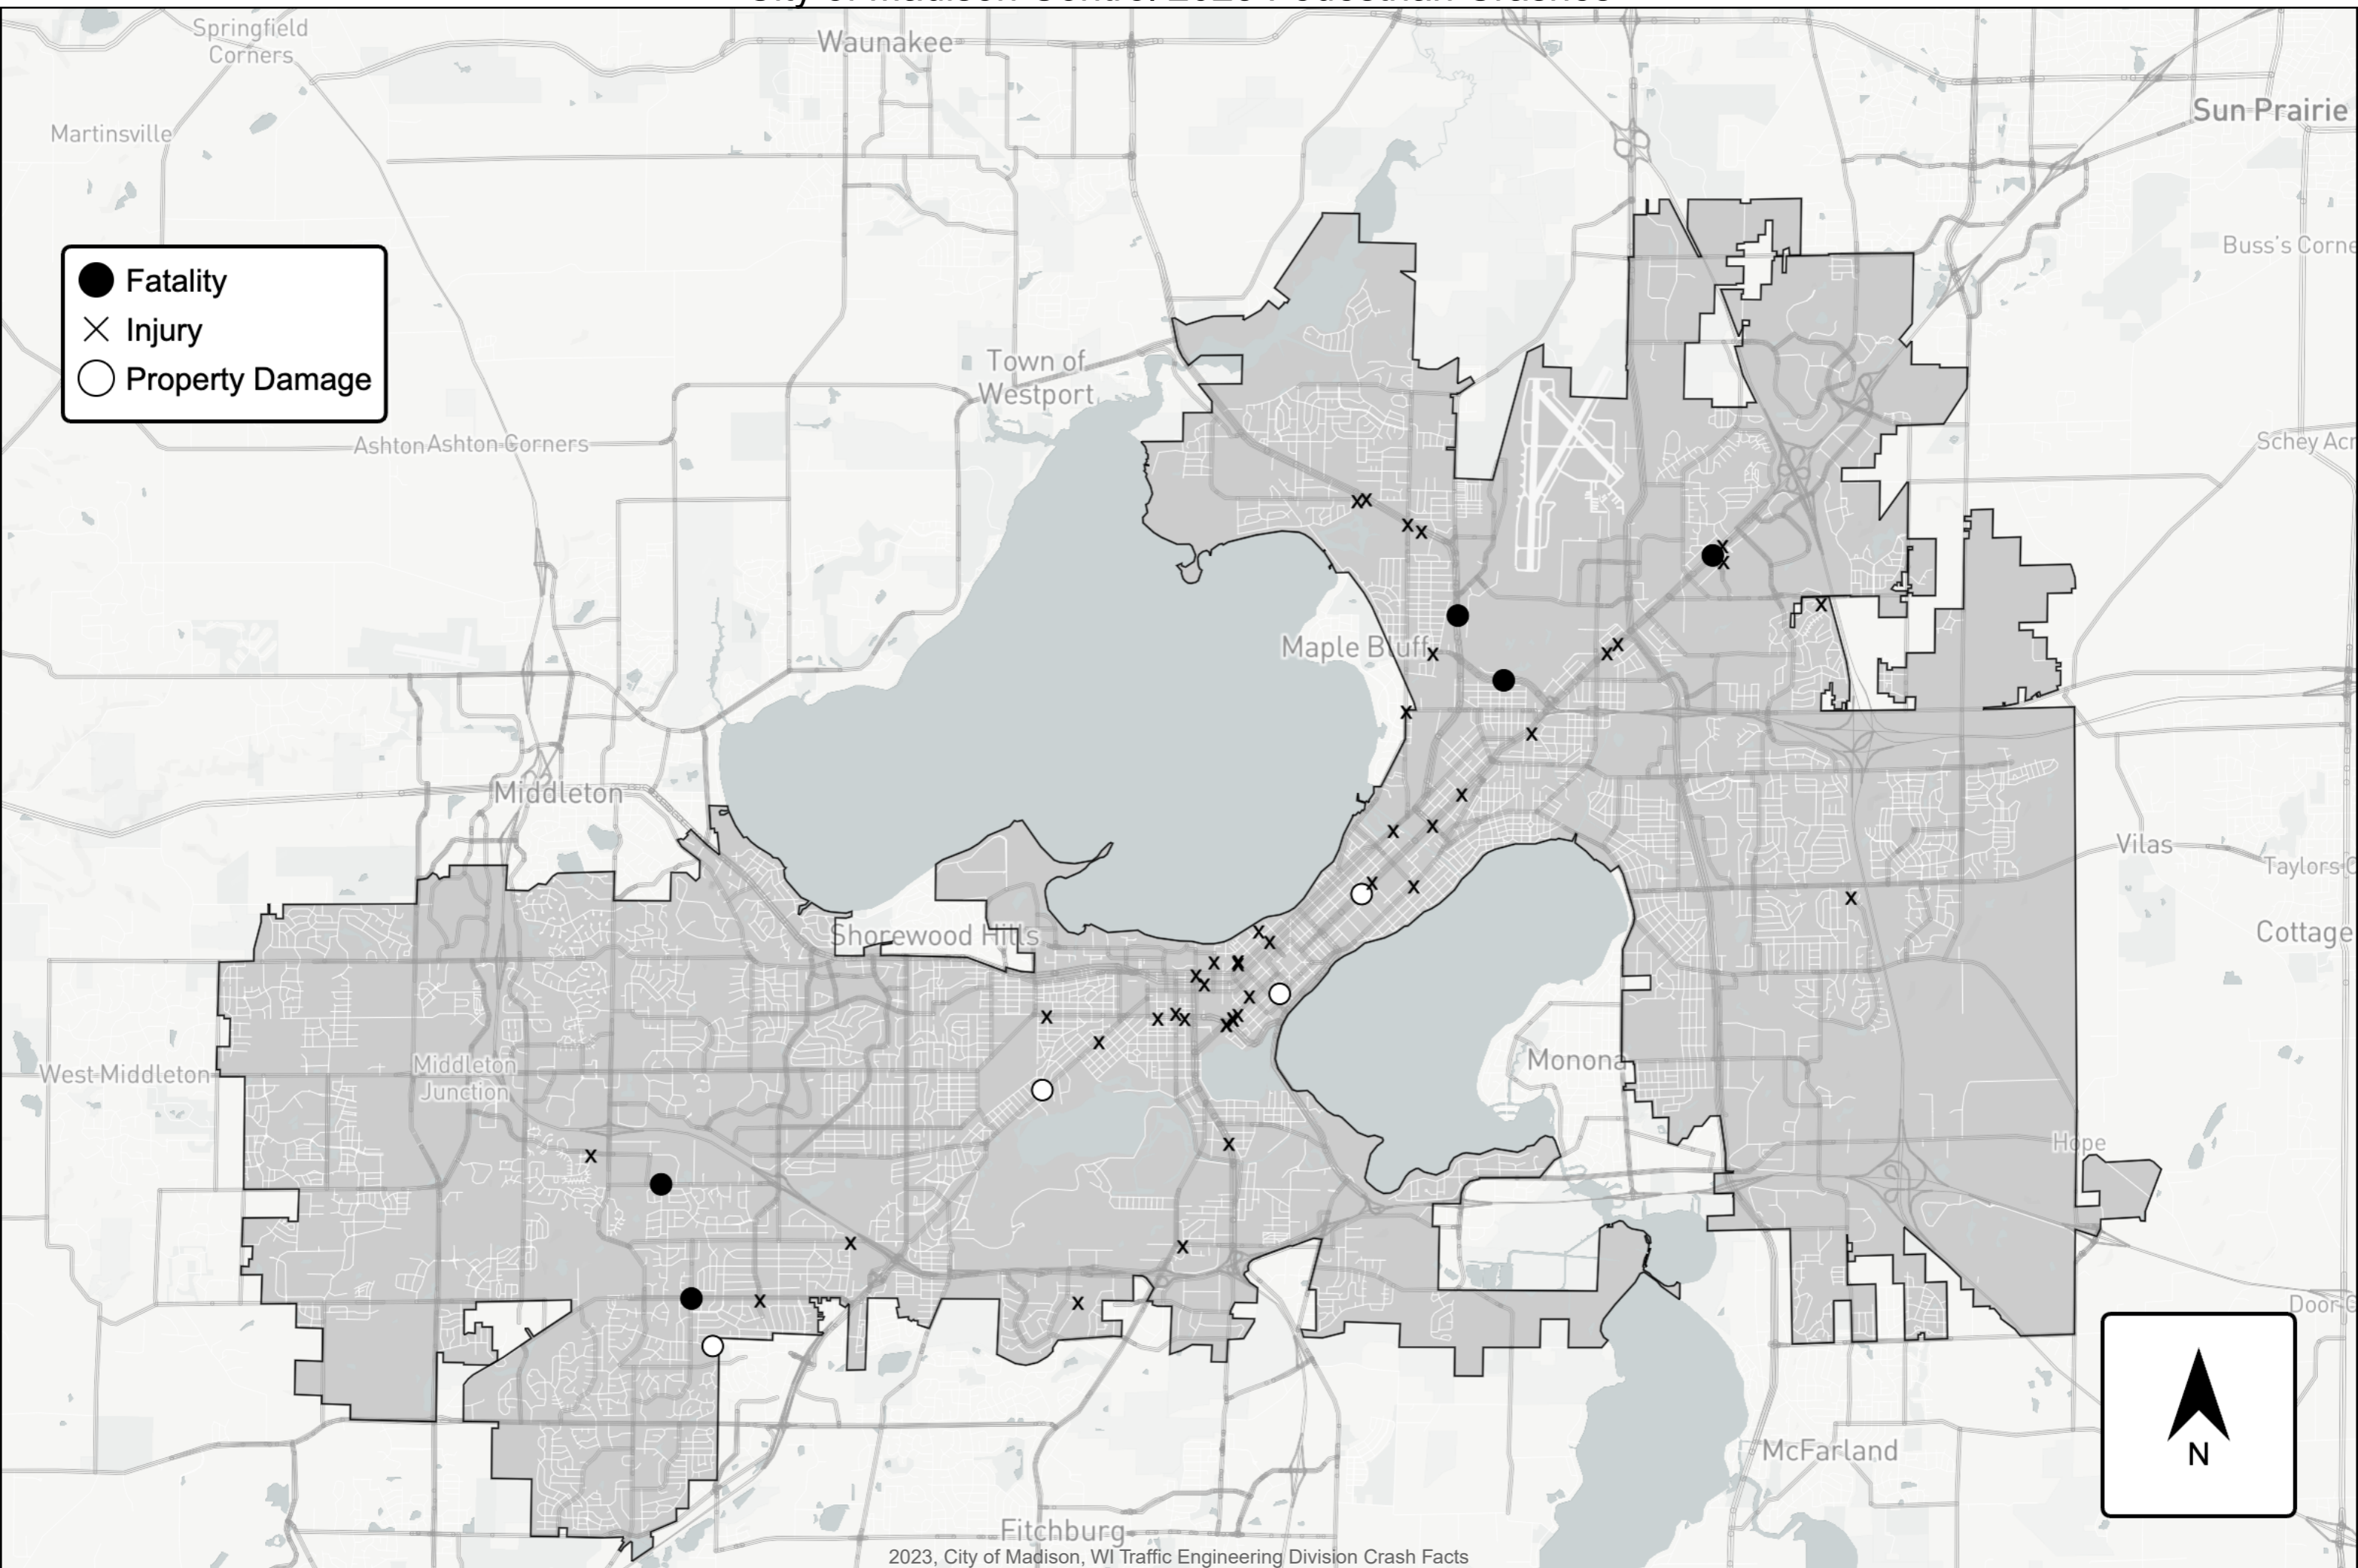 Springfield
Corners
Waunakee
Martinsville
Sun Prairie
Buss's Corne
Fatality
Injury
Property Damage
Town of
Westport
Ashton
Ashton Corners
Schey Acr
Maple Bluff
Middleton
Vilas
Taylors C
Cottage
Shorewood Hills
West Middleton
Middleton
Junction
Monona
Hope
Door C
McFarland
N
Fitchburg
2023, City of Madison, WI Traffic Engineering Division Crash Facts